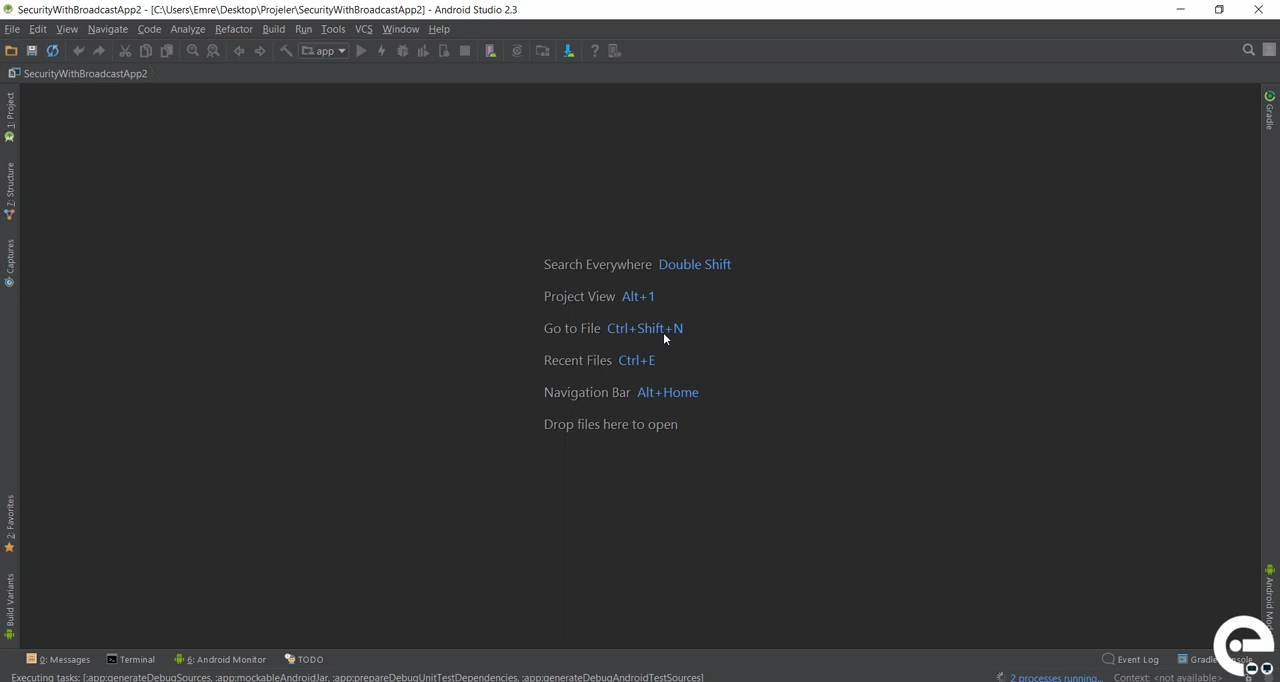 SecurityWithBroadcastApp2 - [C:\Users\Emre\Desktop\Projeler\SecurityWithBroadcastApp2] - Android Studio 2.3
File Edit View Navigate Code Analyze Refactor Build Run Tools VCS Window Help
app
SecurityWithBroadcastApp2
1: Project
Gradle
7: Structure
Captures
Search Everywhere Double Shift
Project View Alt+1
Go to File Ctrl+Shift+N
Recent Files Ctrl+E
Navigation Bar Alt+Home
Drop files here to open
2: Favorites
Build Variants
Android Mod
0: Messages Terminal 6: Android Monitor TODO Event Log Gradle
Executing tasks: [:app:generateDebugSources, :app:mockableAndroidJar, :app:prepareDebugUnitTestDependencies, :app:generateDebugAndroidTestSources] 2 processes running... Context: <not available>